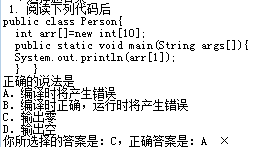 1. 阅读下列代码后
public class Person{
int arr[]=new int[10];
public static void main(String args[]){
System.out.println(arr[1]);
} }
正确的说法是
A. 编译时将产生错误
B. 编译时正确，运行时将产生错误
C. 输出零
D. 输出空
你所选择的答案是：C，正确答案是：A ×